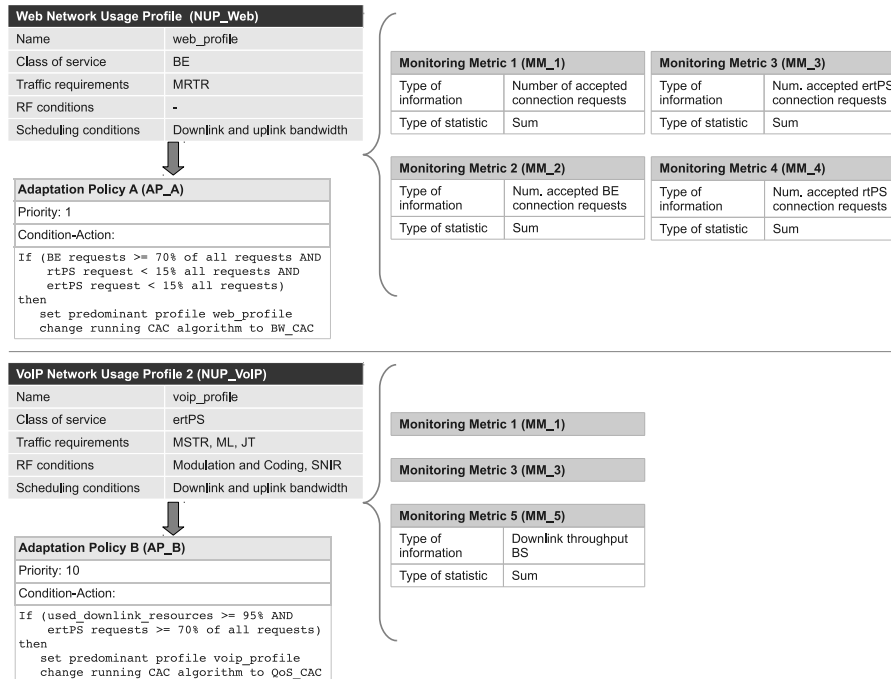 Web Network Usage Profile (NUP_Web)
Name web_profile
Class of service BE
Traffic requirements MRTR
RF conditions -
Scheduling conditions Downlink and uplink bandwidth
Adaptation Policy A (AP_A)
Priority: 1
Condition-Action:
If (BE requests >= 70% of all requests AND
rtPS request < 15% all requests AND
ertPS request < 15% all requests)
then
set predominant profile web_profile
change running CAC algorithm to BW_CAC
Monitoring Metric 1 (MM_1)
Type of information Number of accepted connection requests
Type of statistic Sum
Monitoring Metric 3 (MM_3)
Type of information Num. accepted ertPS connection requests
Type of statistic Sum
Monitoring Metric 2 (MM_2)
Type of information Num. accepted BE connection requests
Type of statistic Sum
Monitoring Metric 4 (MM_4)
Type of information Num. accepted rtPS connection requests
Type of statistic Sum
VoIP Network Usage Profile 2 (NUP_VoIP)
Name voip_profile
Class of service ertPS
Traffic requirements MSTR, ML, JT
RF conditions Modulation and Coding, SNIR
Scheduling conditions Downlink and uplink bandwidth
Adaptation Policy B (AP_B)
Priority: 10
Condition-Action:
If (used_downlink_resources >= 95% AND
ertPS requests >= 70% of all requests)
then
set predominant profile voip_profile
change running CAC algorithm to QoS_CAC
Monitoring Metric 1 (MM_1)
Monitoring Metric 3 (MM_3)
Monitoring Metric 5 (MM_5)
Type of information Downlink throughput BS
Type of statistic Sum